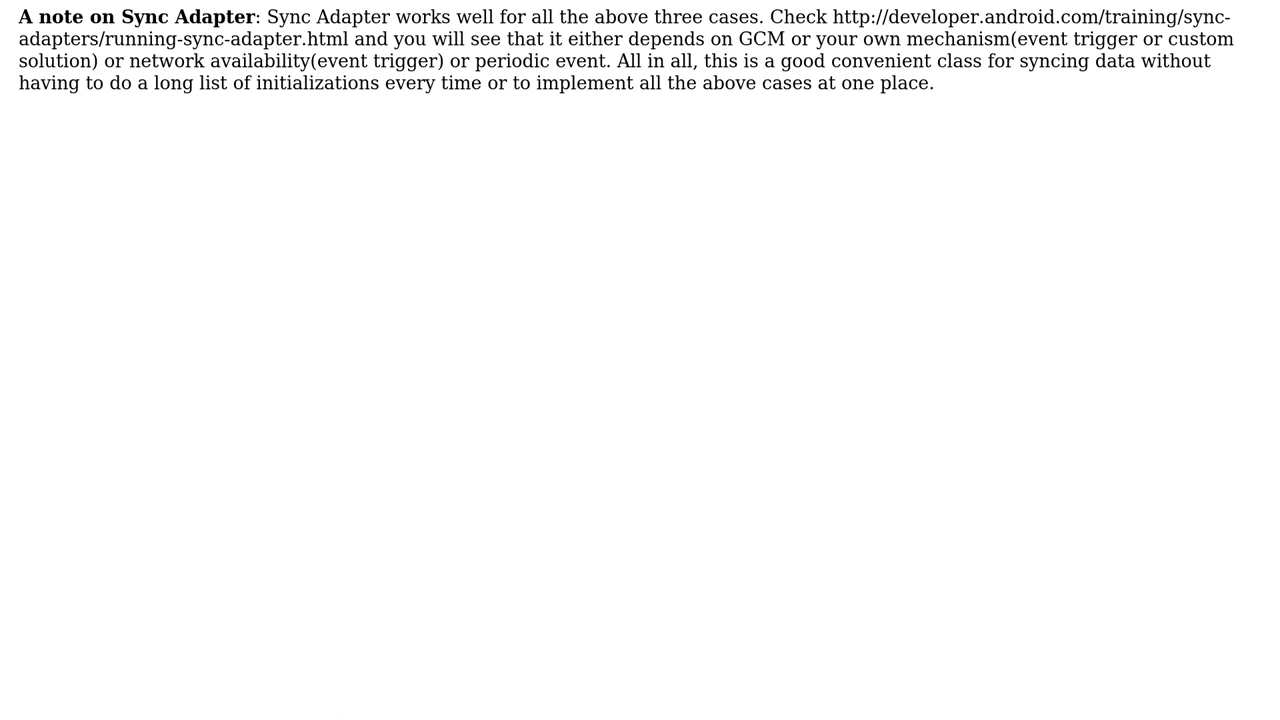 A note on Sync Adapter: Sync Adapter works well for all the above three cases. Check http://developer.android.com/training/sync-
adapters/running-sync-adapter.html and you will see that it either depends on GCM or your own mechanism(event trigger or custom
solution) or network availability(event trigger) or periodic event. All in all, this is a good convenient class for syncing data without
having to do a long list of initializations every time or to implement all the above cases at one place.